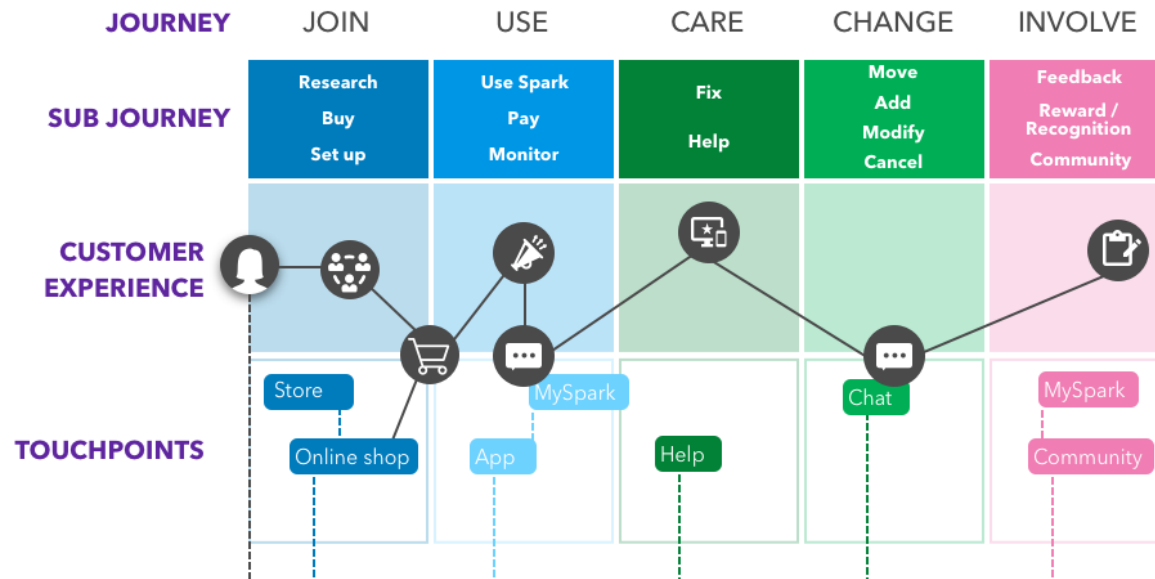 JOURNEY JOIN USE CARE CHANGE INVOLVE
SUB JOURNEY
Research
Buy
Set up
Use Spark
Pay
Monitor
Fix
Help
Move
Add
Modify
Cancel
Feedback
Reward /
Recognition
Community
CUSTOMER
EXPERIENCE
TOUCHPOINTS
Store
Online shop
MySpark
App
Help
Chat
MySpark
Community